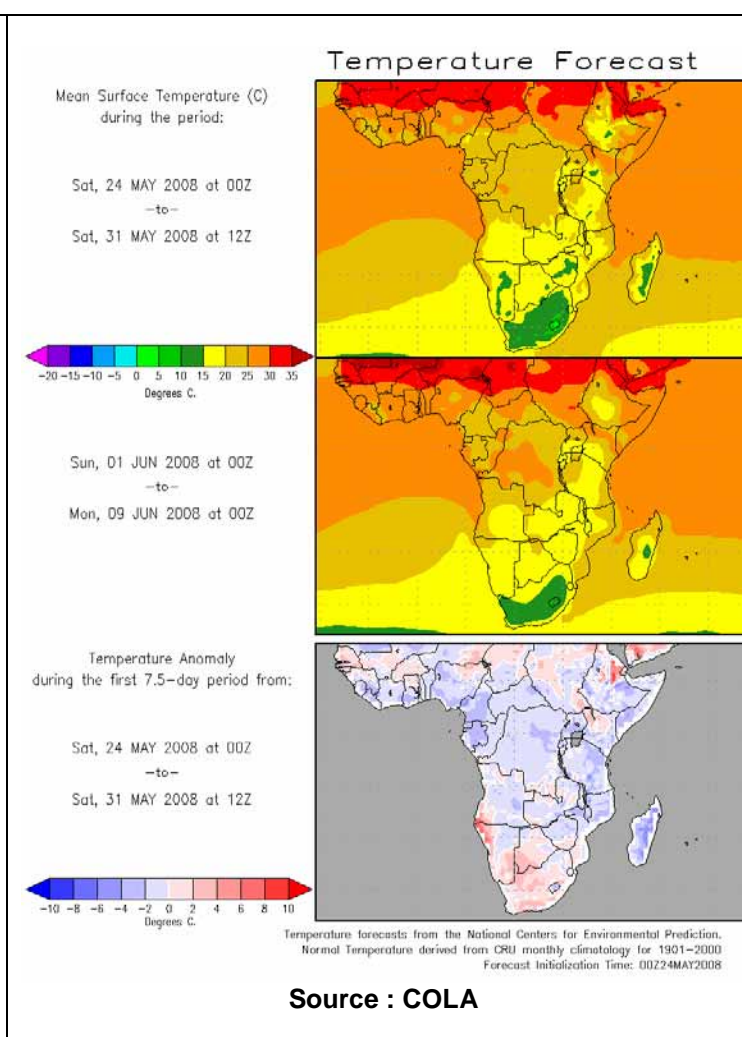 Temperature Forecast
Mean Surface Temperature (C)
during the period:
Sat, 24 MAY 2008 at 00Z
-to-
Sat, 31 MAY 2008 at 12Z
-20 -15 -10 -5 0 5 10 15 20 25 30 35
Degrees C.
Sun, 01 JUN 2008 at 00Z
-to-
Mon, 09 JUN 2008 at 00Z
Temperature Anomaly
during the first 7.5-day period from:
Sat, 24 MAY 2008 at 00Z
-to-
Sat, 31 MAY 2008 at 12Z
-10 -8 -6 -4 -2 0 2 4 6 8 10
Degrees C.
Temperature forecasts from the National Centers for Environmental Prediction.
Normal Temperature derived from CRU monthly climatology for 1901-2000
Forecast Initialization Time: 00Z24MAY2008
Source : COLA